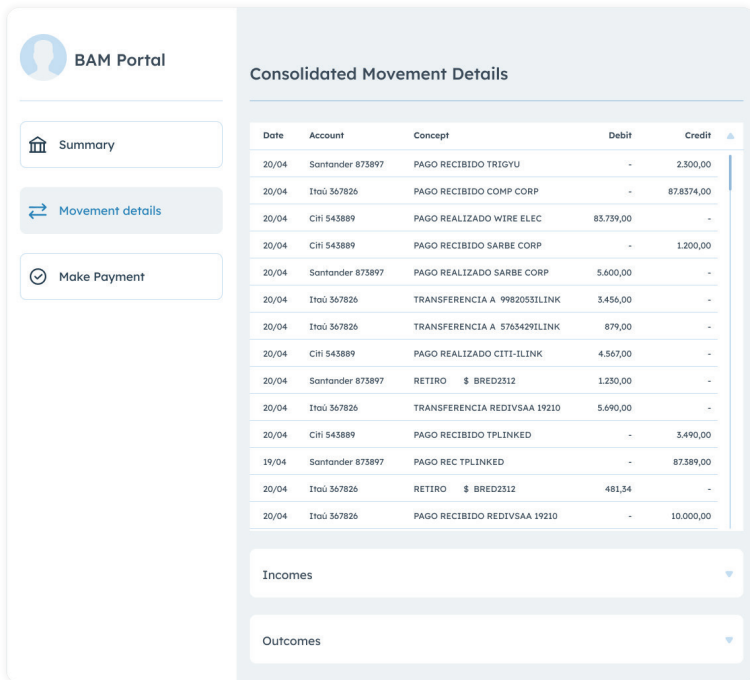 BAM Portal
Summary
Movement details
Make Payment
Consolidated Movement Details
Date Account Concept Debit Credit
20/04 Santander 873897 PAGO RECIBIDO TRIGYU - 2.300,00
20/04 Itaú 367826 PAGO RECIBIDO COMP CORP - 87.8374,00
20/04 Citi 543889 PAGO REALIZADO WIRE ELEC 83.739,00 -
20/04 Citi 543889 PAGO RECIBIDO SARBE CORP - 1.200,00
20/04 Santander 873897 PAGO REALIZADO SARBE CORP 5.600,00 -
20/04 Itaú 367826 TRANSFERENCIA A 9982053ILINK 3.456,00 -
20/04 Itaú 367826 TRANSFERENCIA A 5763429ILINK 879,00 -
20/04 Citi 543889 PAGO REALIZADO CITI-ILINK 4.567,00 -
20/04 Santander 873897 RETIRO $ BRED2312 1.230,00 -
20/04 Itaú 367826 TRANSFERENCIA REDIVSAA 19210 5.690,00 -
20/04 Citi 543889 PAGO RECIBIDO TPLINKED - 3.490,00
19/04 Santander 873897 PAGO REC TPLINKED - 87.389,00
20/04 Itaú 367826 RETIRO $ BRED2312 481,34 -
20/04 Itaú 367826 PAGO RECIBIDO REDIVSAA 19210 - 10.000,00
Incomes
Outcomes